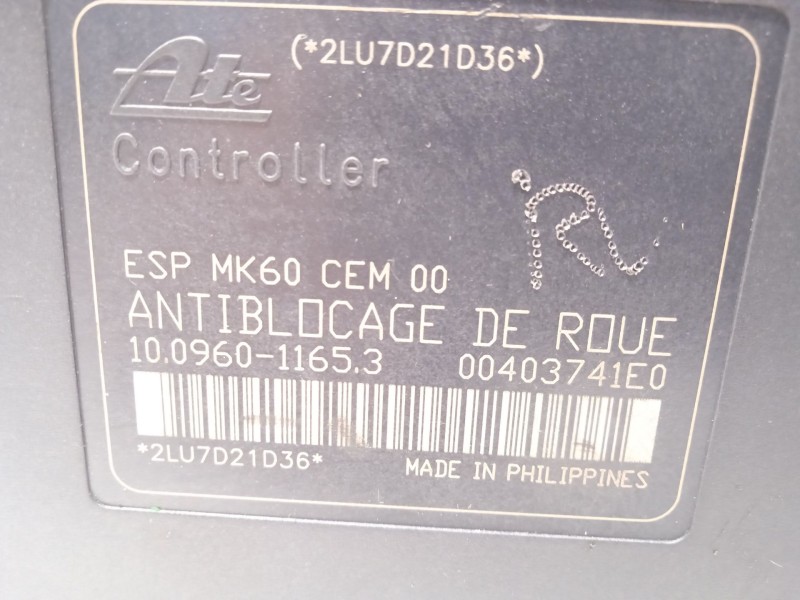 (*2LU7D21D36*)
Ate
Controller
ESP MK60 CEM 00
ANTIBLOCAGE DE ROUE
10.0960-1165.3 00403741E0
*2LU7D21D36*
MADE IN PHILIPPINES